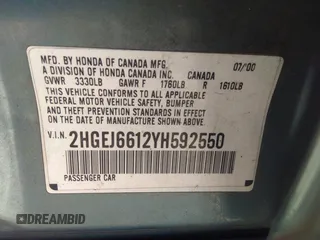 MFD. BY HONDA OF CANADA MFG. 07/00
A DIVISION OF HONDA CANADA INC. CANADA
GVWR 3330LB GAWR F 1760LB R 1610LB
THIS VEHICLE CONFORMS TO ALL APPLICABLE
FEDERAL MOTOR VEHICLE SAFETY, BUMPER
AND THEFT PREVENTION STANDARDS IN EFFECT
ON THE DATE OF MANUFACTURE SHOWN ABOVE.
V.I.N. 2HGEJ6612YH592550
PASSENGER CAR
DREAMBID